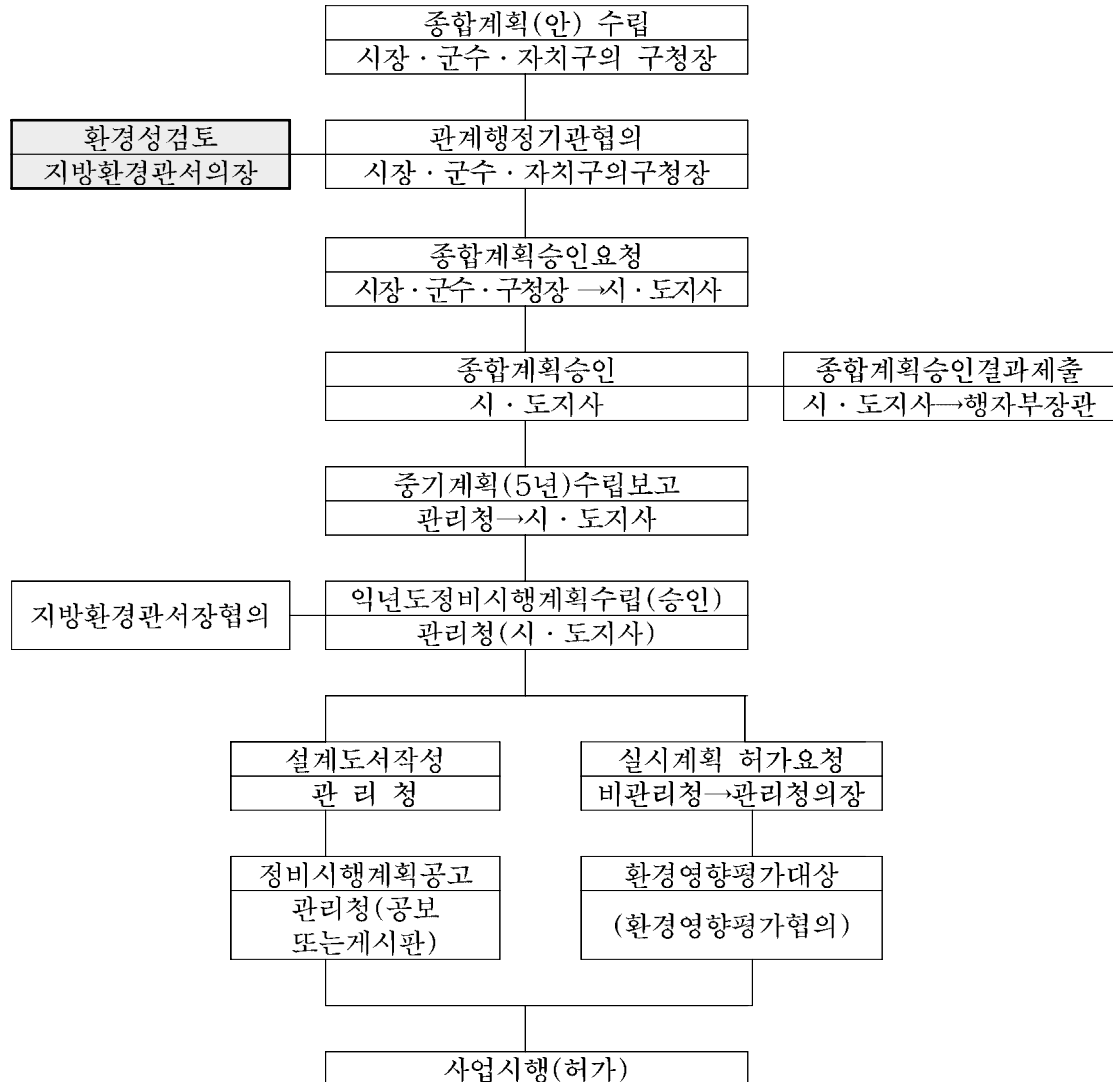 종합계획(안) 수립
시장·군수·자치구의 구청장
환경성검토
지방환경관서의장
관계행정기관협의
시장·군수·자치구의구청장
종합계획승인요청
시장·군수·구청장→시·도지사
종합계획승인
시·도지사
종합계획승인결과제출
시·도지사→행자부장관
중기계획(5년)수립보고
관리청→시·도지사
지방환경관서장협의
익년도정비시행계획수립(승인)
관리청(시·도지사)
설계도서작성
관 리 청
실시계획 허가요청
비관리청→관리청의장
정비시행계획공고
관리청(공보
또는게시판)
환경영향평가대상
(환경영향평가협의)
사업시행(허가)